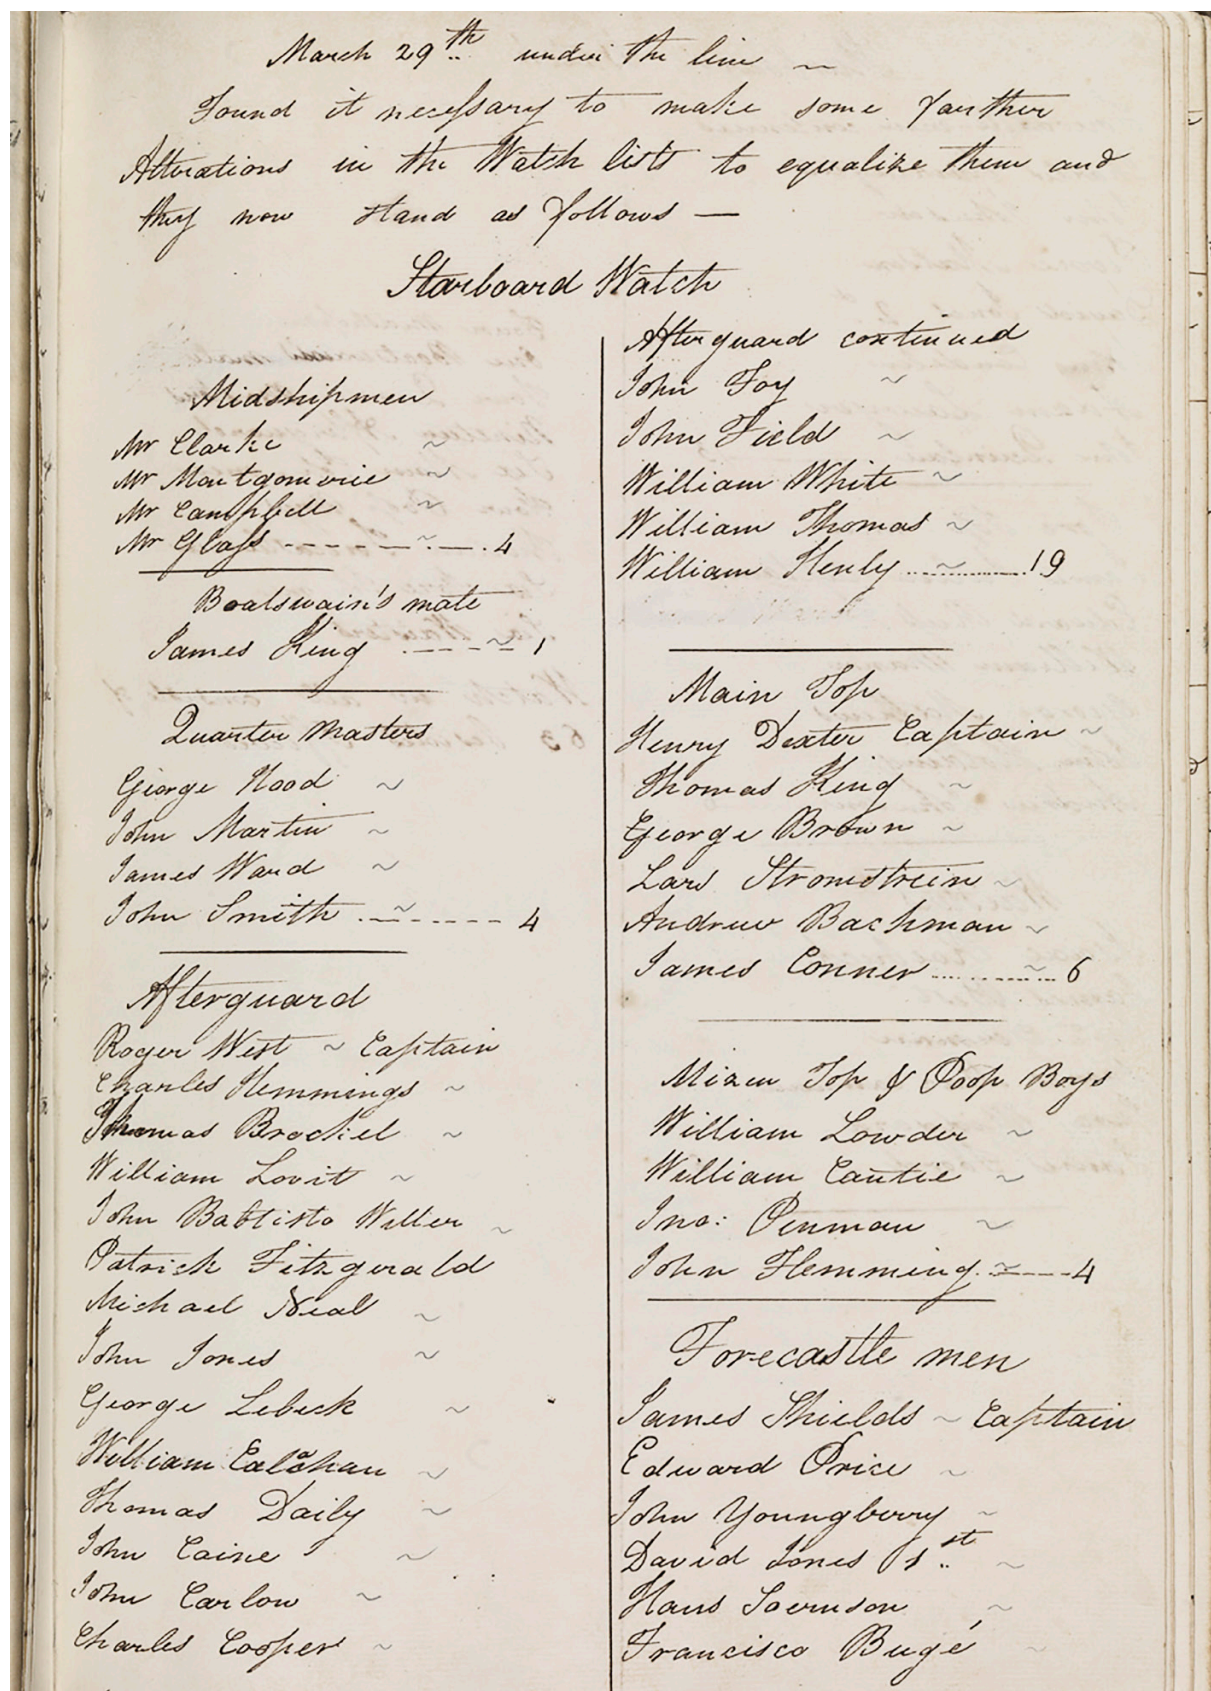 March 29th under the line ~
Found it necessary to make some farther
Alterations in the Watch lists to equalize them and
they now stand as follows —
Starboard Watch
Midshipmen
Mr Clarke ~
Mr Montgomerie ~
Mr Campbell ~
Mr Glass - - - - ~ - . 4
Boatswain's mate
James King . - - - ~ 1
Quarter Masters
George Hood ~
John Martin ~
James Ward ~
John Smith . - ~ - - - - - 4
Afterguard
Roger West ~ Captain
Charles Hemmings ~
Thomas Brockel ~
William Lovit ~
John Babtisto Willer ~
Patrick Fitzgerald
Michael Neal ~
John Jones ~
George Lebeck ~
William Calahan ~
Thomas Daily ~
John Caine ~
John Carlow ~
Charles Cooper ~
Afterguard continued
John Foy ~
John Field ~
William White ~
William Thomas ~
William Henly ...~......... 19
Main Top
Henry Dexter Captain ~
Thomas King ~
George Brown ~
Lars Stromstrein ~
Andrew Bachman ~
James Conner ........~... 6
Mizen Top & Poop Boys
William Lowder ~
William Cautie ~
Jno: Penman ~
John Flemming . ~ - - - 4
Forecastle men
James Shields ~ Captain
Edward Price ~
John Youngberry ~
David Jones 1st ~
Hans Soernson ~
Francisco Bugé ~